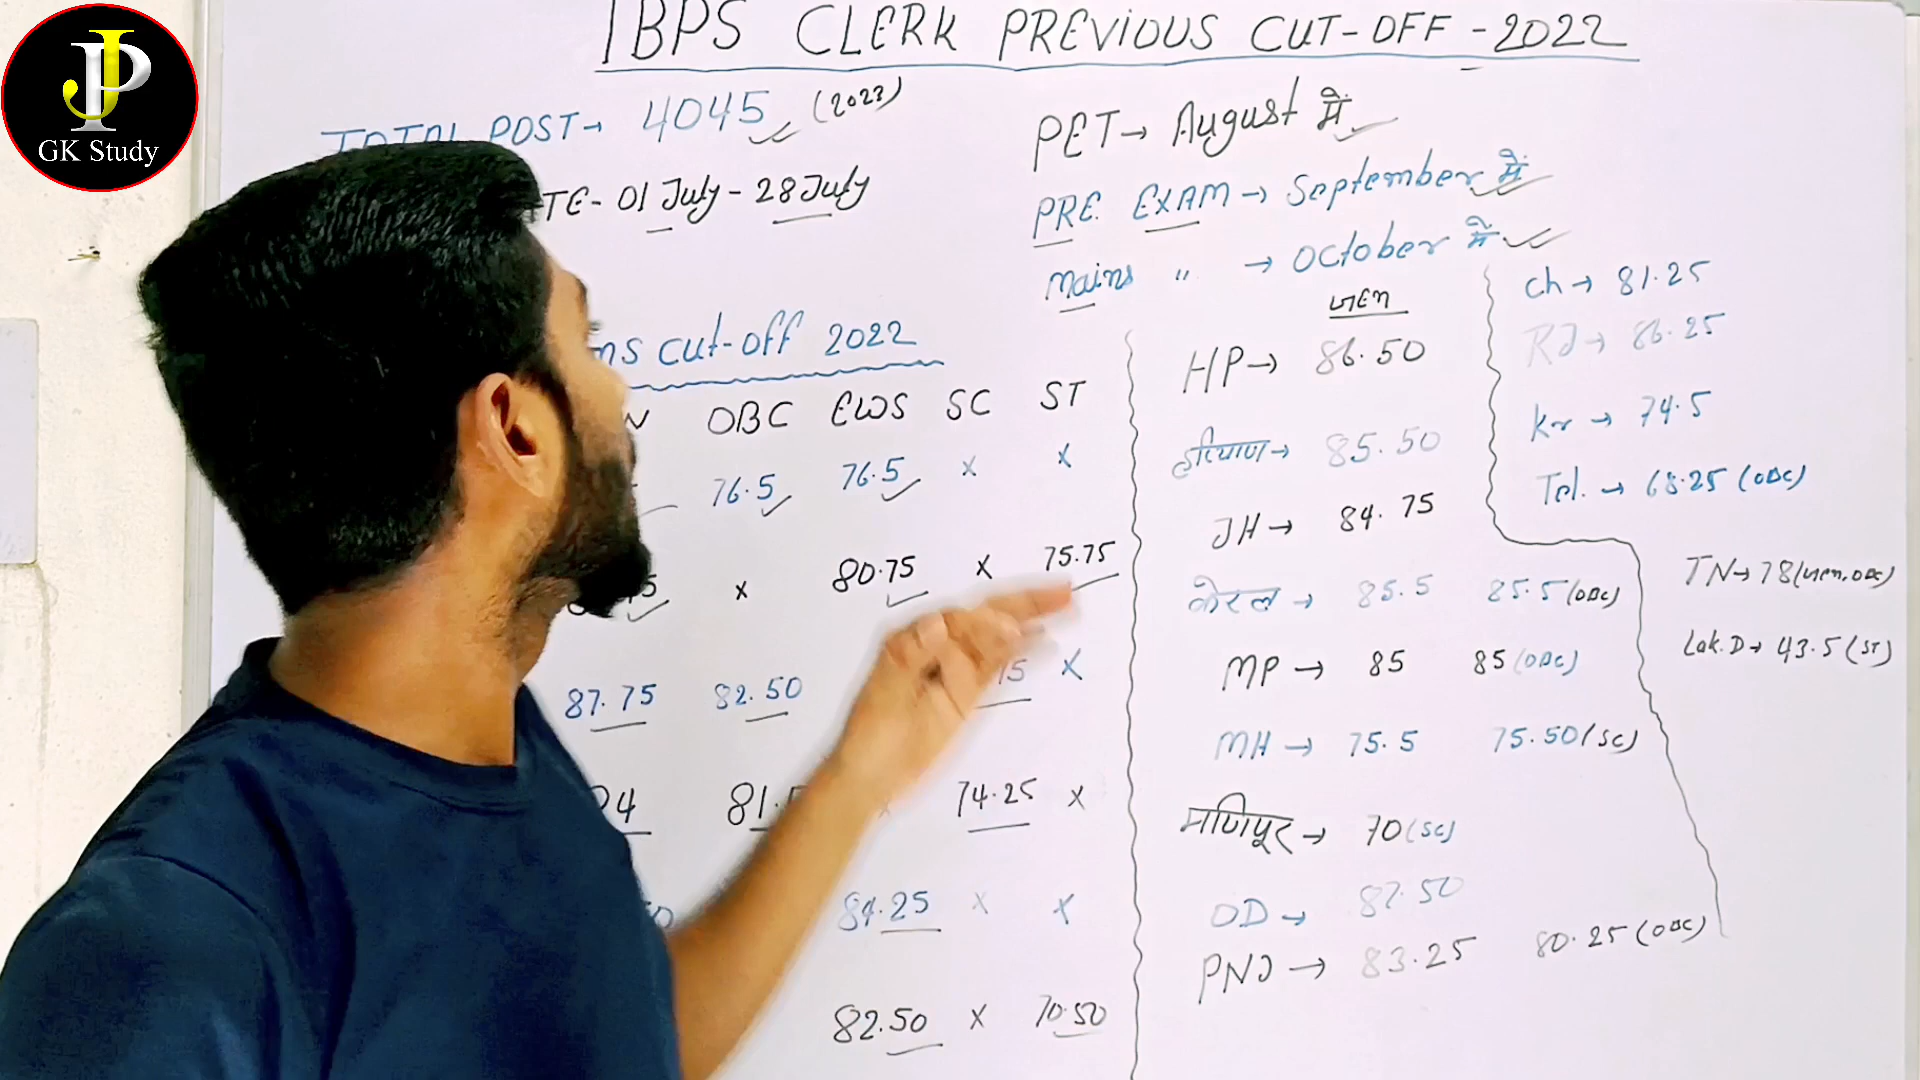 JP
GK Study
IBPS CLERK PREVIOUS CUT-OFF - 2022
TOTAL POST → 4045 (2023)
TE - 01 July - 28 July
PET → August में
PRE. EXAM → September में
Mains " → October में
ms cut-off 2022
N OBC EWS SC ST
76.5 76.5 x x
x 80.75 x 75.75
87.75 82.50 x
81. 74.25 x
84.25 x x
82.50 x 70.50
GEN
HP → 86.50
हरियाणा → 85.50
JH → 84.75
केरल → 85.5 85.5 (OBC)
MP → 85 85 (OBC)
MH → 75.5 75.50 (SC)
मणिपुर → 70 (SC)
OD → 87.50
PNJ → 83.25 80.25 (OBC)
Ch → 81.25
RJ → 86.25
Kr → 74.5
Tel. → 68.25 (OBC)
TN → 78 (Gen, OBC)
Lak. D → 43.5 (ST)